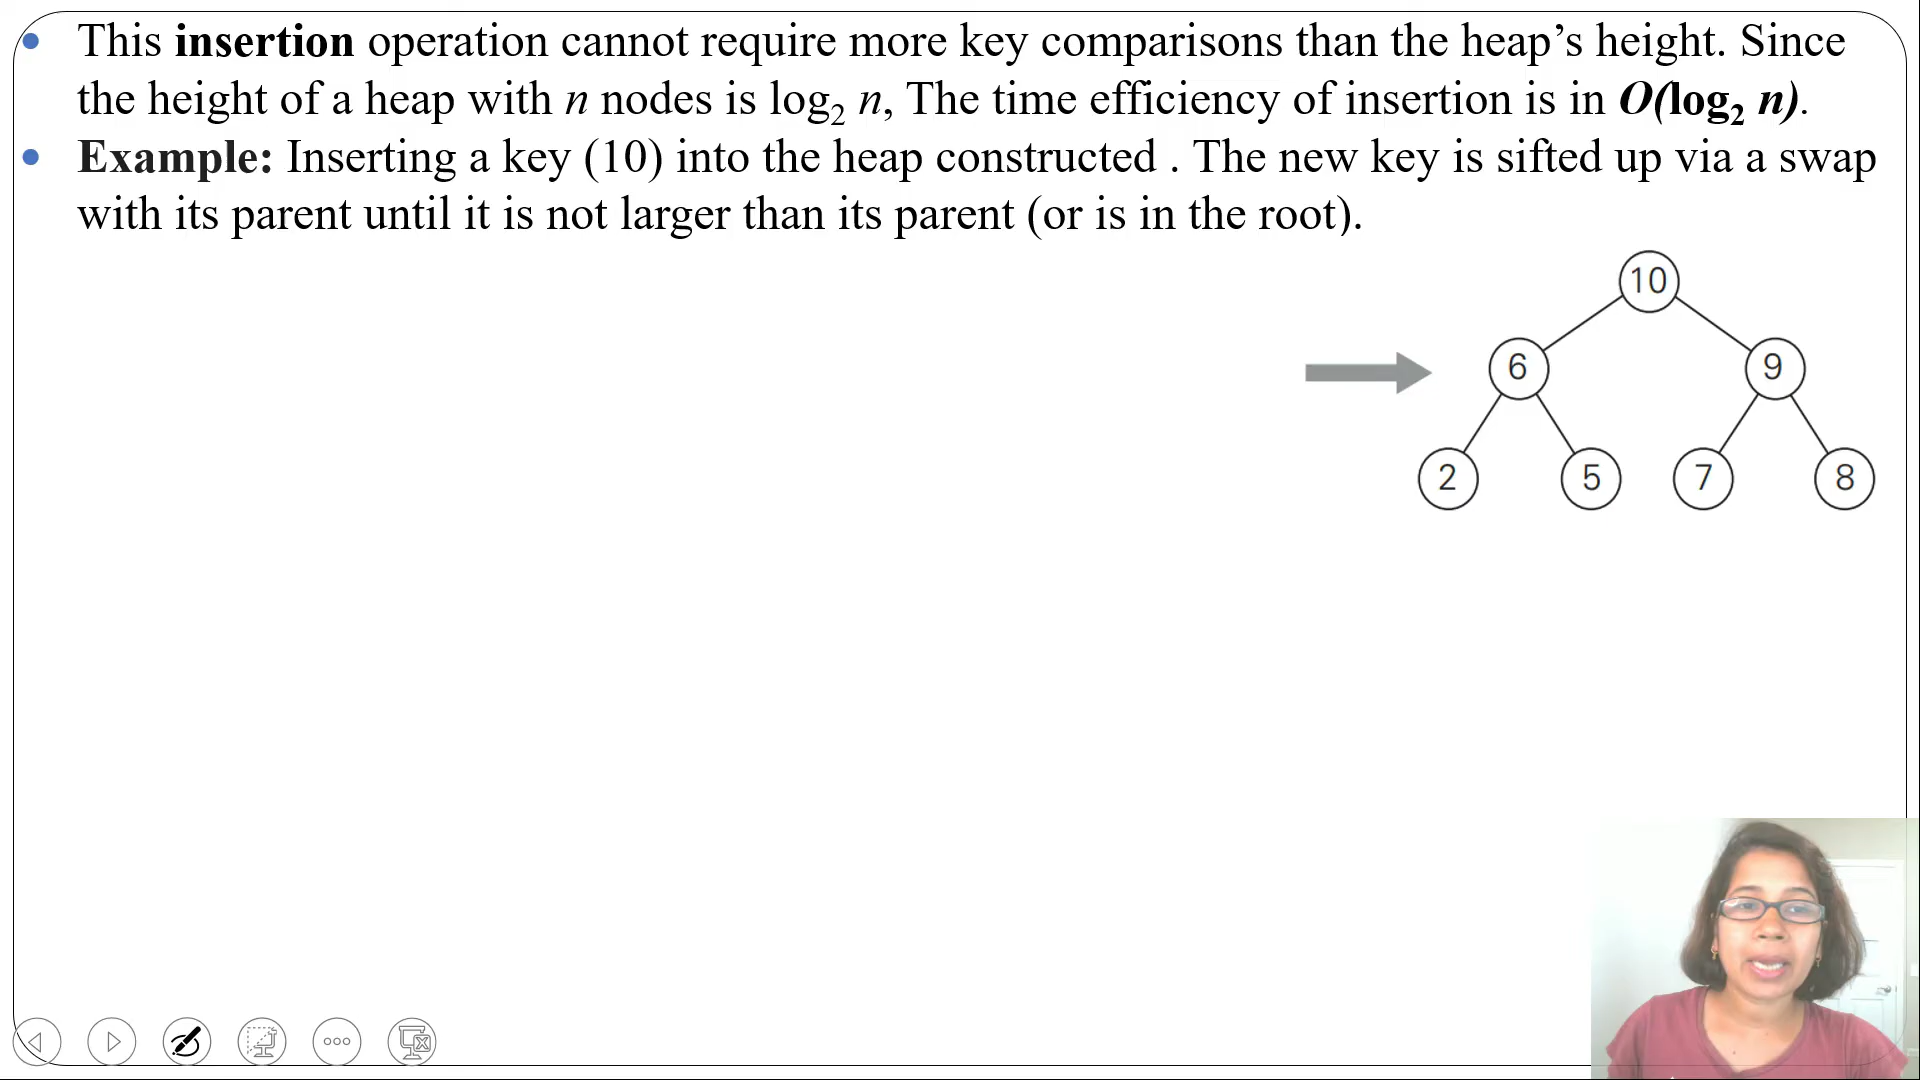 • This insertion operation cannot require more key comparisons than the heap’s height. Since
the height of a heap with n nodes is log₂ n, The time efficiency of insertion is in O(log₂ n).
• Example: Inserting a key (10) into the heap constructed . The new key is sifted up via a swap
with its parent until it is not larger than its parent (or is in the root).
10
6 9
2 5 7 8